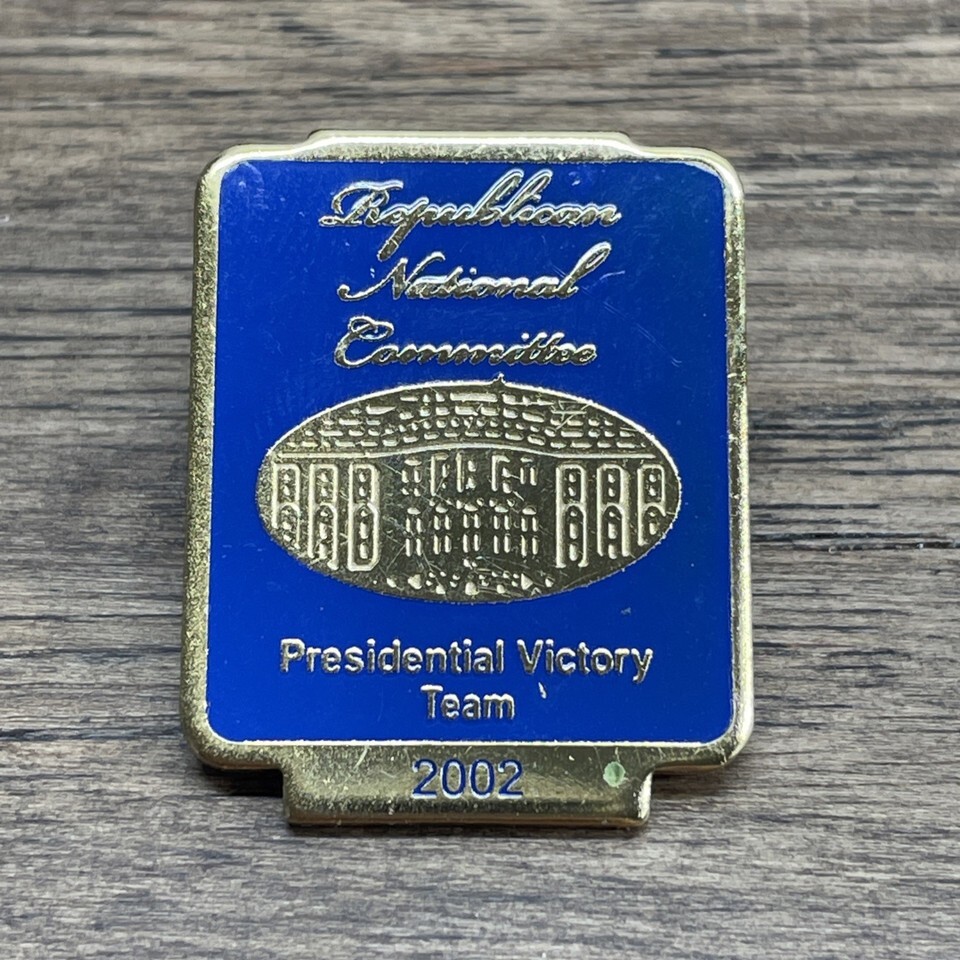 Republican
National
Committee
Presidential Victory
Team
2002